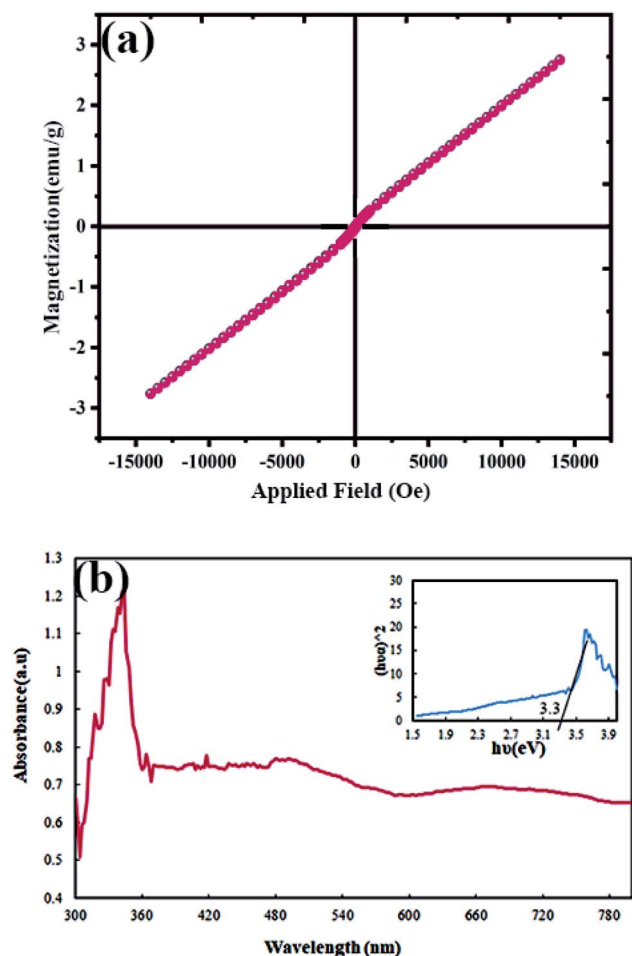 (a)
3
2
1
0
-1
-2
-3
Magnetization(emu/g)
-15000 -10000 -5000 0 5000 10000 15000
Applied Field (Oe)
(b)
1.3
1.2
1.1
1
0.9
0.8
0.7
0.6
0.5
0.4
Absorbance(a.u)
300 360 420 480 540 600 660 720 780
Wavelength (nm)
30
25
20
15
10
5
0
(hυα)^2
3.3
1.5 1.9 2.3 2.7 3.1 3.5 3.9
hυ(eV)